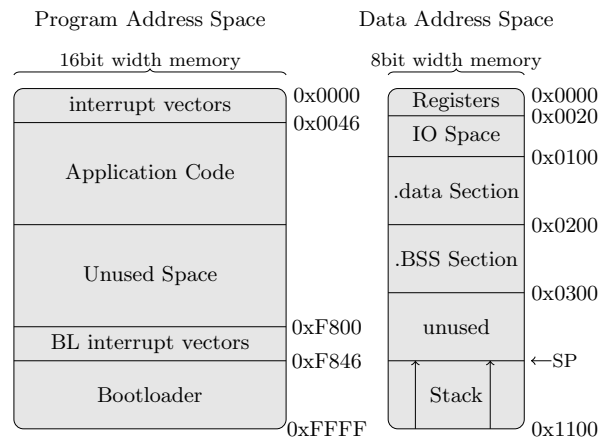 Program Address Space
16bit width memory
interrupt vectors
0x0000
0x0046
Application Code
Unused Space
0xF800
BL interrupt vectors
0xF846
Bootloader
0xFFFF
Data Address Space
8bit width memory
Registers
0x0000
0x0020
IO Space
0x0100
.data Section
0x0200
.BSS Section
0x0300
unused
←SP
Stack
0x1100